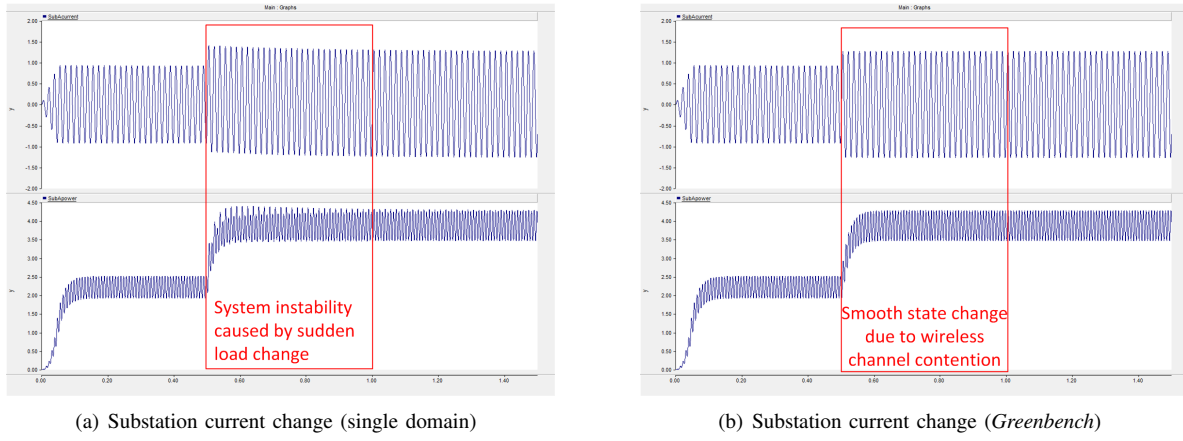 Main : Graphs
SubAcurrent
2.00
1.50
1.00
0.50
0.00
-0.50
-1.00
-1.50
-2.00
y
SubApower
4.50
4.00
3.50
3.00
2.50
2.00
1.50
1.00
0.50
0.00
y
System instability
caused by sudden
load change
0.00 0.20 0.40 0.60 0.80 1.00 1.20 1.40
(a) Substation current change (single domain)
Main : Graphs
SubAcurrent
2.00
1.50
1.00
0.50
0.00
-0.50
-1.00
-1.50
-2.00
y
SubApower
4.50
4.00
3.50
3.00
2.50
2.00
1.50
1.00
0.50
0.00
y
Smooth state change
due to wireless
channel contention
0.00 0.20 0.40 0.60 0.80 1.00 1.20 1.40
(b) Substation current change (Greenbench)